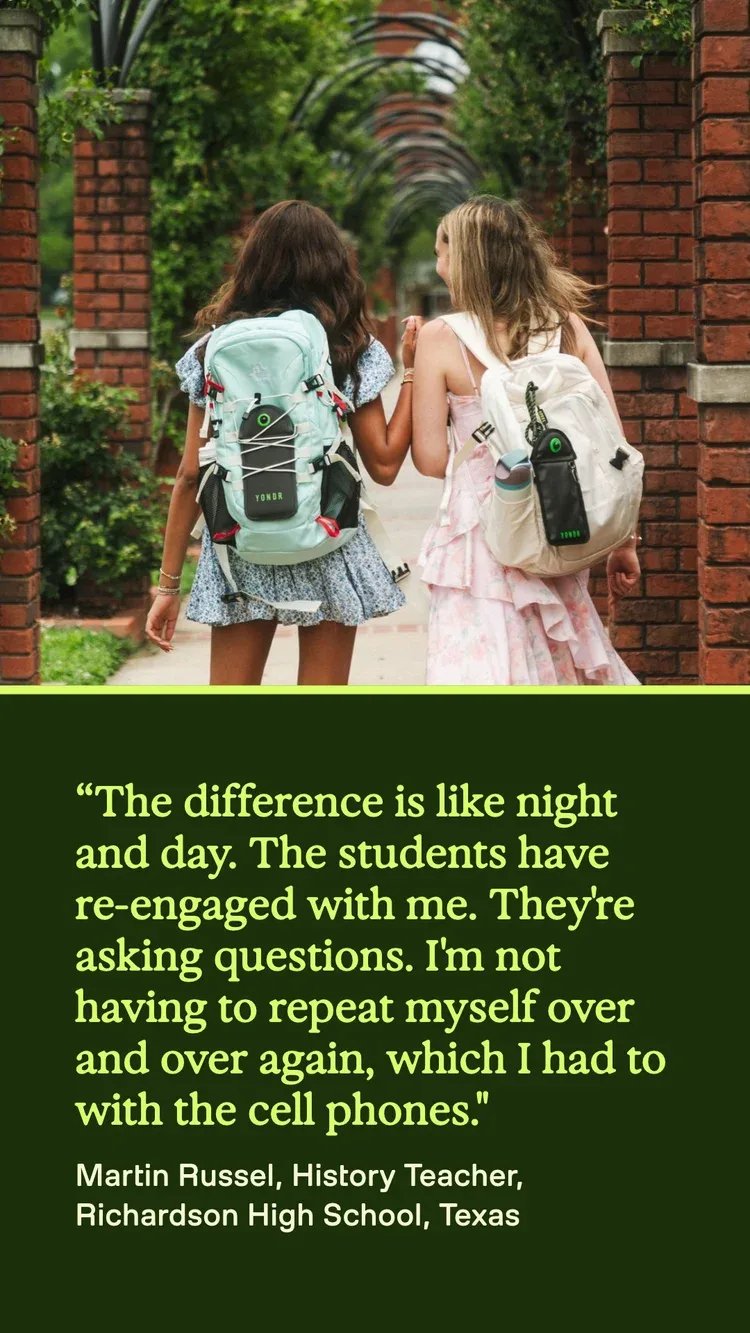 YONDR
YONDR
“The difference is like night
and day. The students have
re-engaged with me. They're
asking questions. I'm not
having to repeat myself over
and over again, which I had to
with the cell phones."
Martin Russel, History Teacher,
Richardson High School, Texas